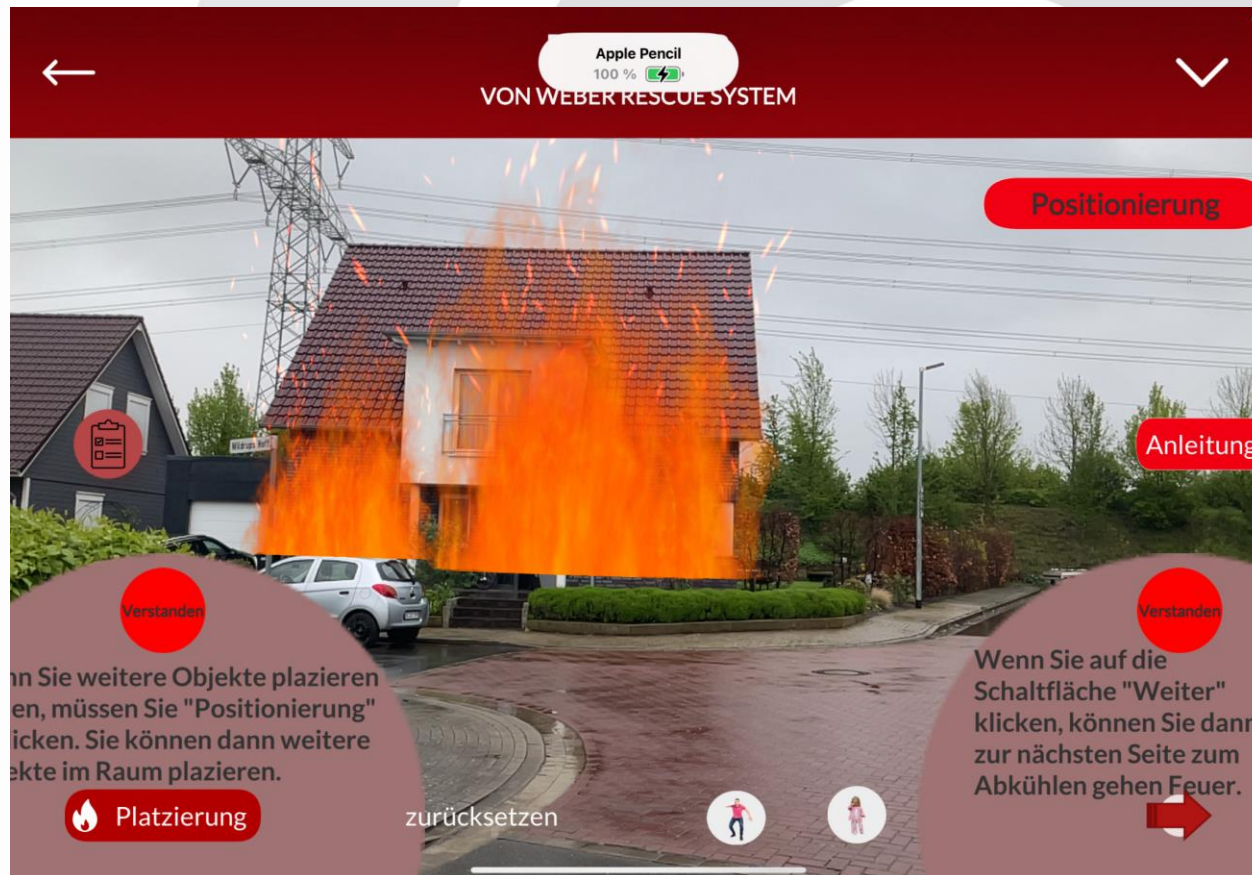 Apple Pencil
100 %
VON WEBER RESCUE SYSTEM
Positionierung
Anleitung
Verstanden
nn Sie weitere Objekte plazieren
en, müssen Sie "Positionierung"
icken. Sie können dann weitere
ekte im Raum plazieren.
Platzierung
zurücksetzen
Verstanden
Wenn Sie auf die
Schaltfläche "Weiter"
klicken, können Sie dann
zur nächsten Seite zum
Abkühlen gehen Feuer.